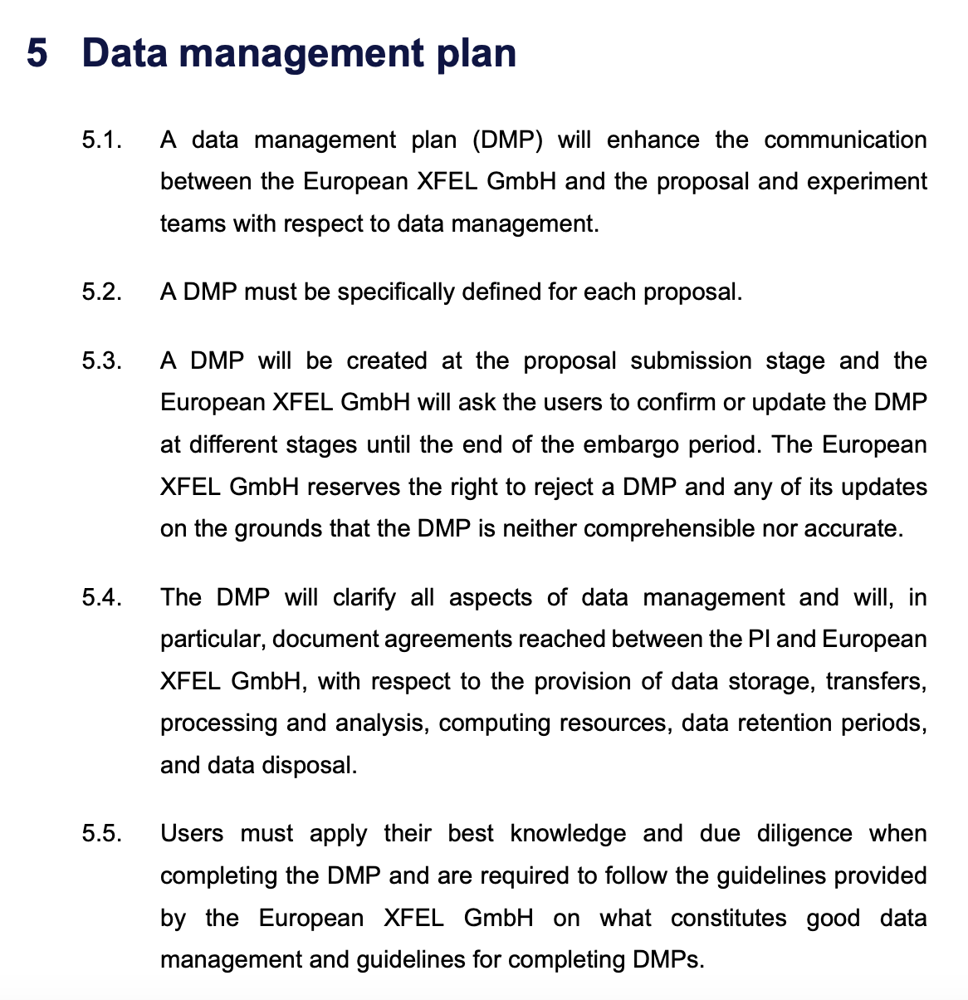 5 Data management plan
5.1. A data management plan (DMP) will enhance the communication
between the European XFEL GmbH and the proposal and experiment
teams with respect to data management.
5.2. A DMP must be specifically defined for each proposal.
5.3. A DMP will be created at the proposal submission stage and the
European XFEL GmbH will ask the users to confirm or update the DMP
at different stages until the end of the embargo period. The European
XFEL GmbH reserves the right to reject a DMP and any of its updates
on the grounds that the DMP is neither comprehensible nor accurate.
5.4. The DMP will clarify all aspects of data management and will, in
particular, document agreements reached between the PI and European
XFEL GmbH, with respect to the provision of data storage, transfers,
processing and analysis, computing resources, data retention periods,
and data disposal.
5.5. Users must apply their best knowledge and due diligence when
completing the DMP and are required to follow the guidelines provided
by the European XFEL GmbH on what constitutes good data
management and guidelines for completing DMPs.